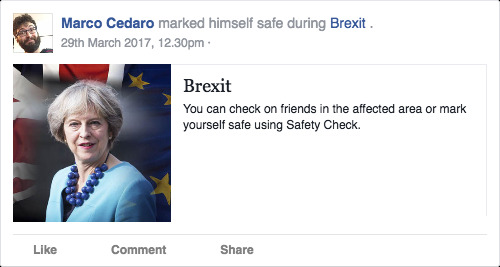 Marco Cedaro marked himself safe during Brexit .
29th March 2017, 12.30pm ·
Brexit
You can check on friends in the affected area or mark
yourself safe using Safety Check.
Like Comment Share